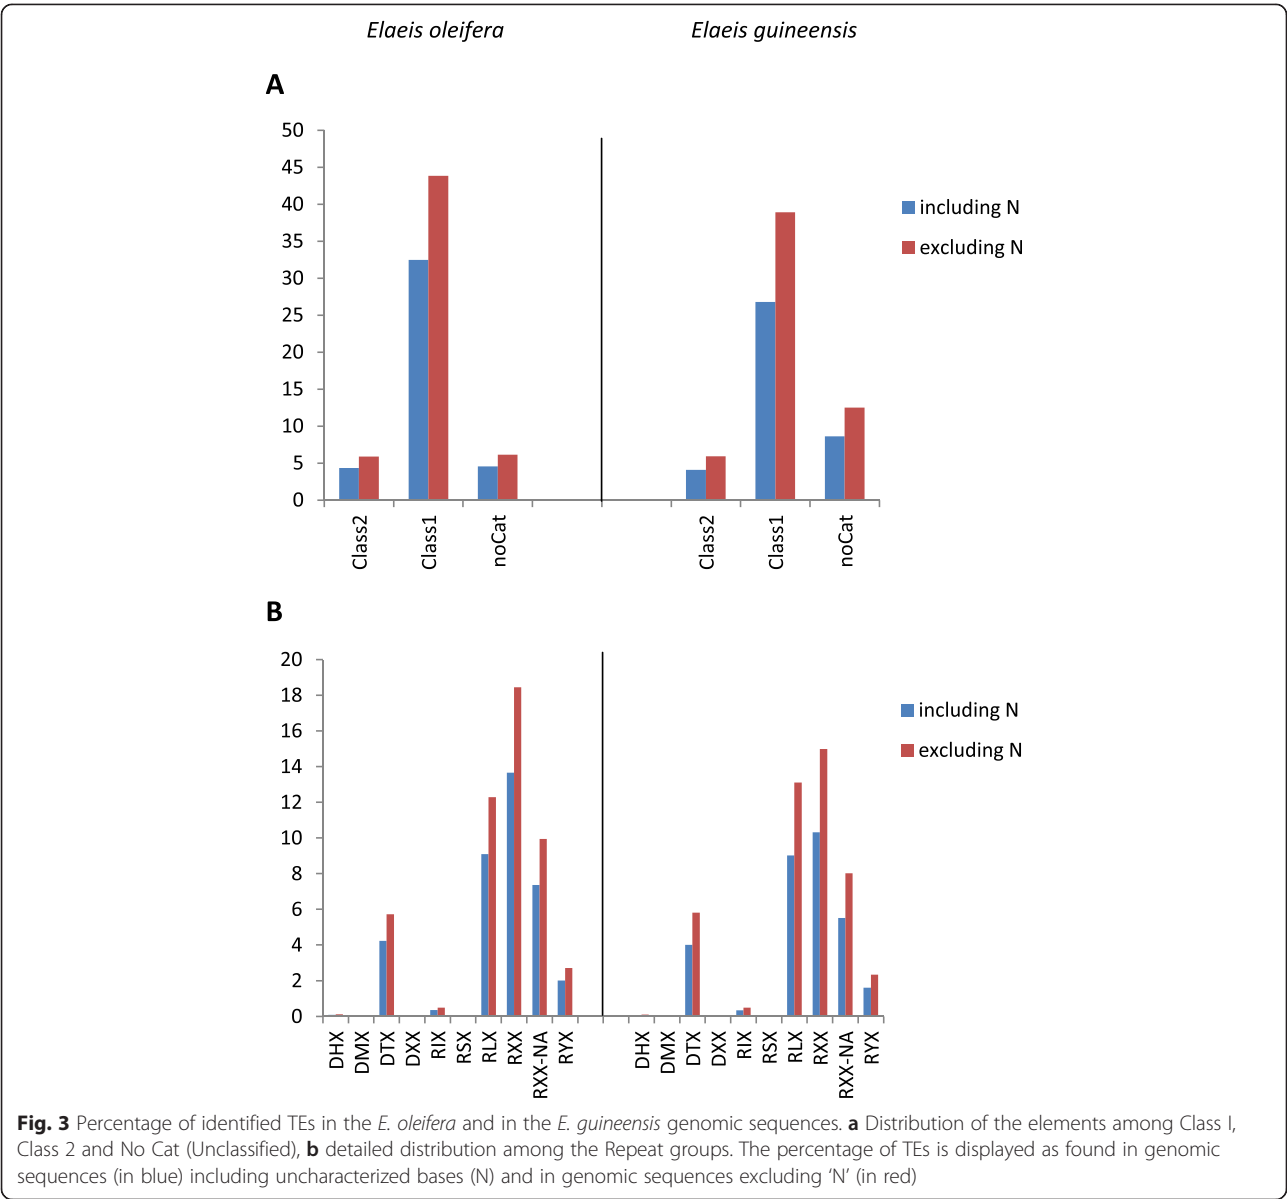 Elaeis oleifera
Elaeis guineensis
A
50
45
40
35
30
25
20
15
10
5
0
Class2
Class1
noCat
Class2
Class1
noCat
including N
excluding N
B
20
18
16
14
12
10
8
6
4
2
0
DHX
DMX
DTX
DXX
RIX
RSX
RLX
RXX
RXX-NA
RYX
DHX
DMX
DTX
DXX
RIX
RSX
RLX
RXX
RXX-NA
RYX
including N
excluding N
Fig. 3 Percentage of identified TEs in the E. oleifera and in the E. guineensis genomic sequences. a Distribution of the elements among Class I,
Class 2 and No Cat (Unclassified), b detailed distribution among the Repeat groups. The percentage of TEs is displayed as found in genomic
sequences (in blue) including uncharacterized bases (N) and in genomic sequences excluding ‘N’ (in red)